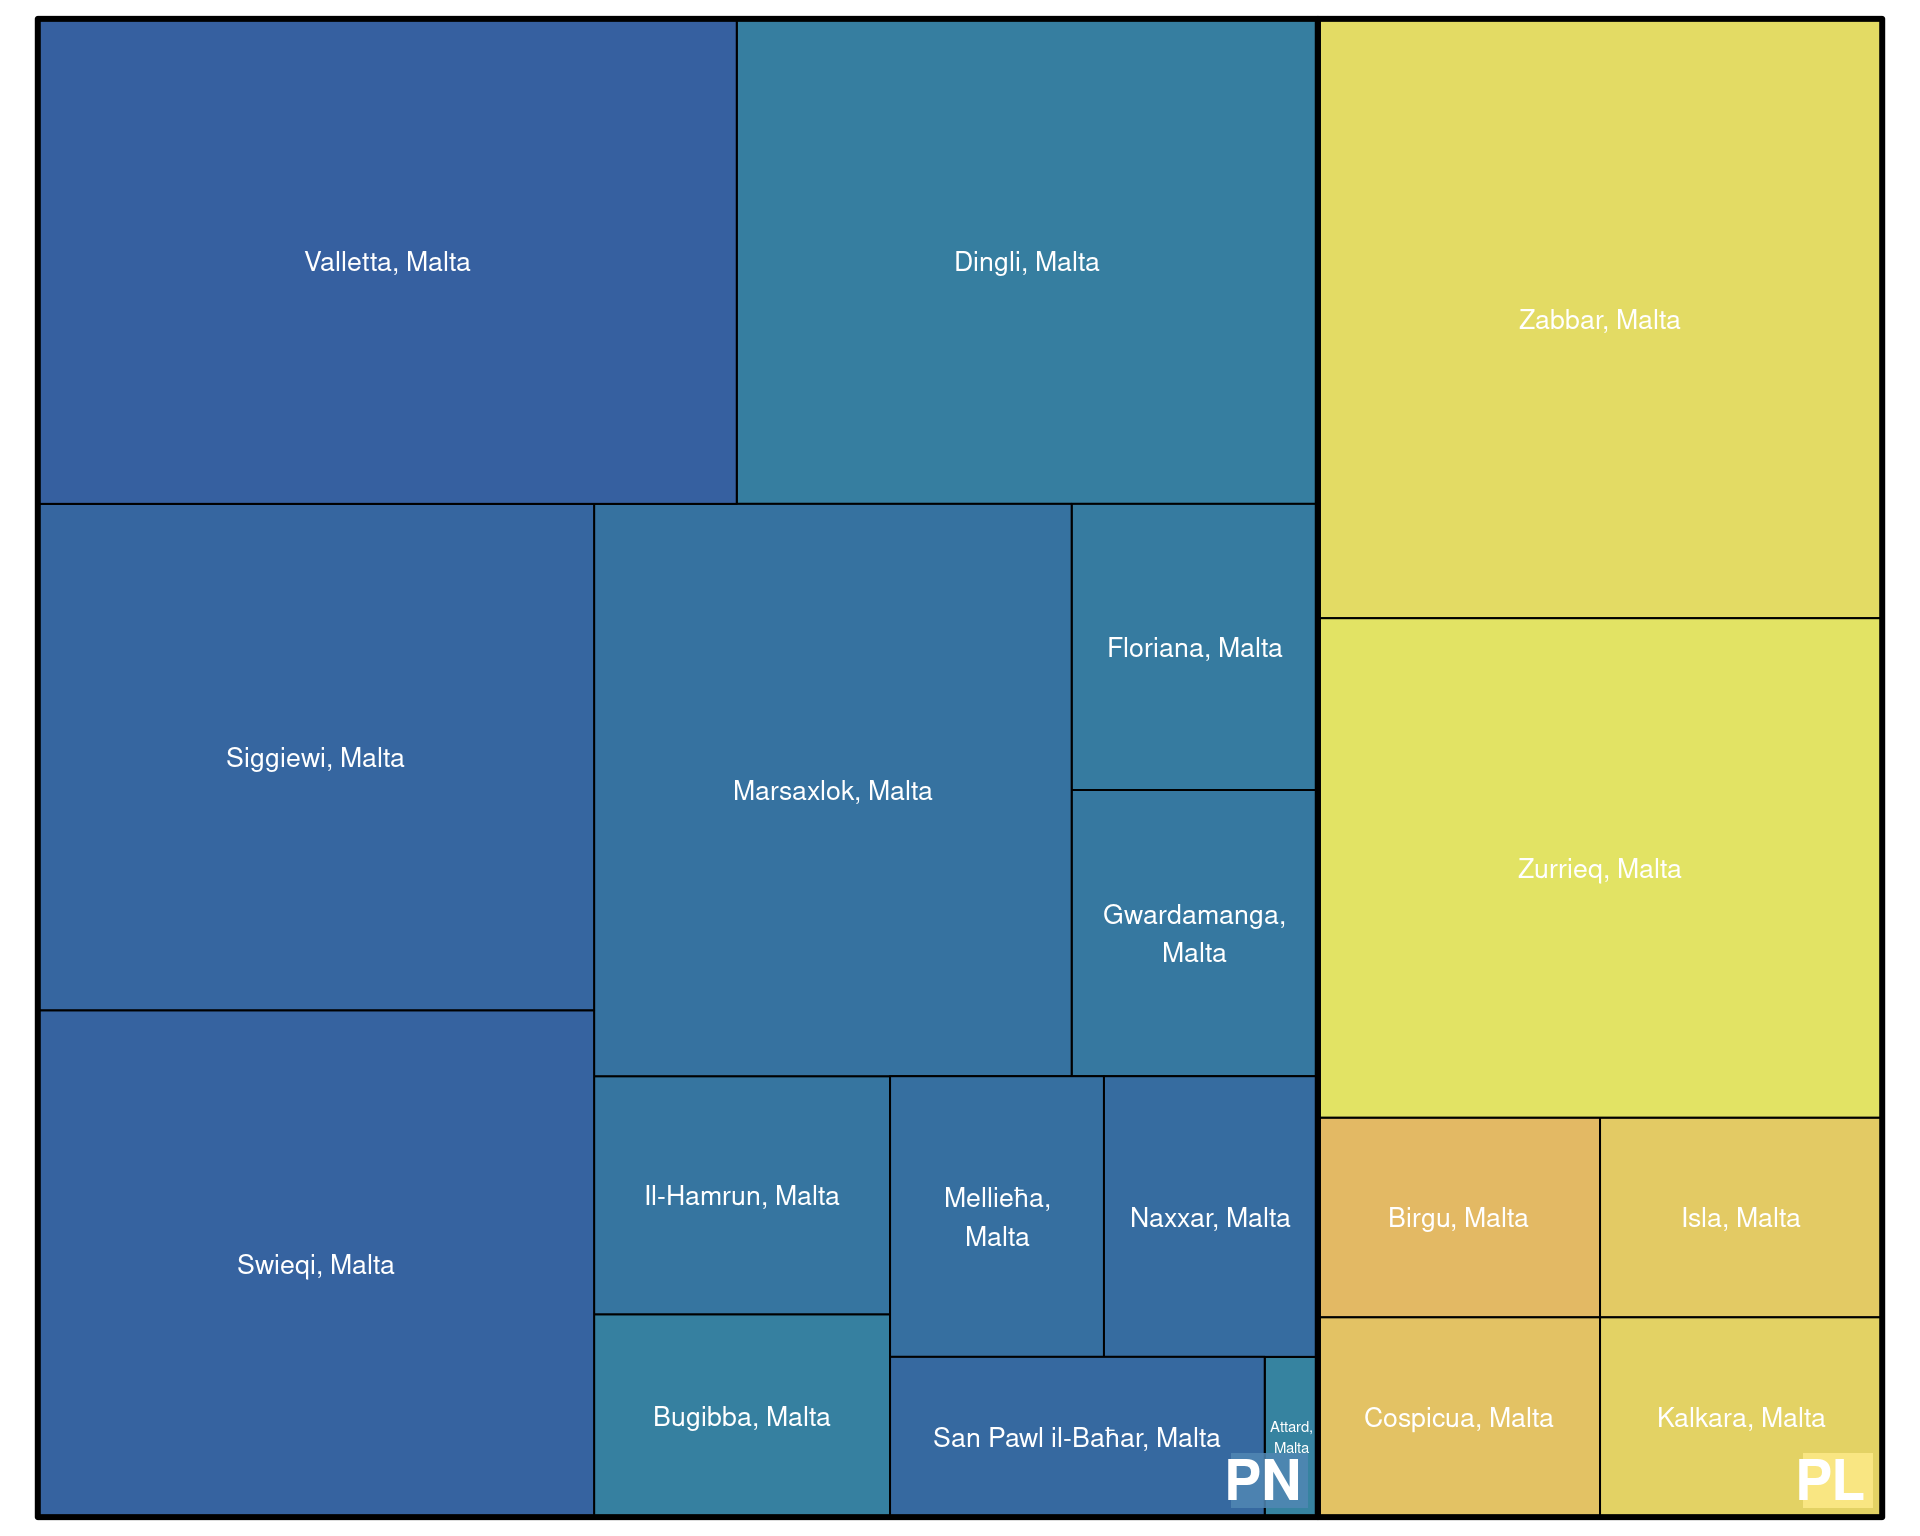 Valletta, Malta
Dingli, Malta
Zabbar, Malta
Siggiewi, Malta
Marsaxlok, Malta
Floriana, Malta
Gwardamanga,
Malta
Zurrieq, Malta
Swieqi, Malta
Il-Hamrun, Malta
Mellieħa,
Malta
Naxxar, Malta
Birgu, Malta
Isla, Malta
Bugibba, Malta
San Pawl il-Baħar, Malta
Attard,
Malta
Cospicua, Malta
Kalkara, Malta
PN
PL